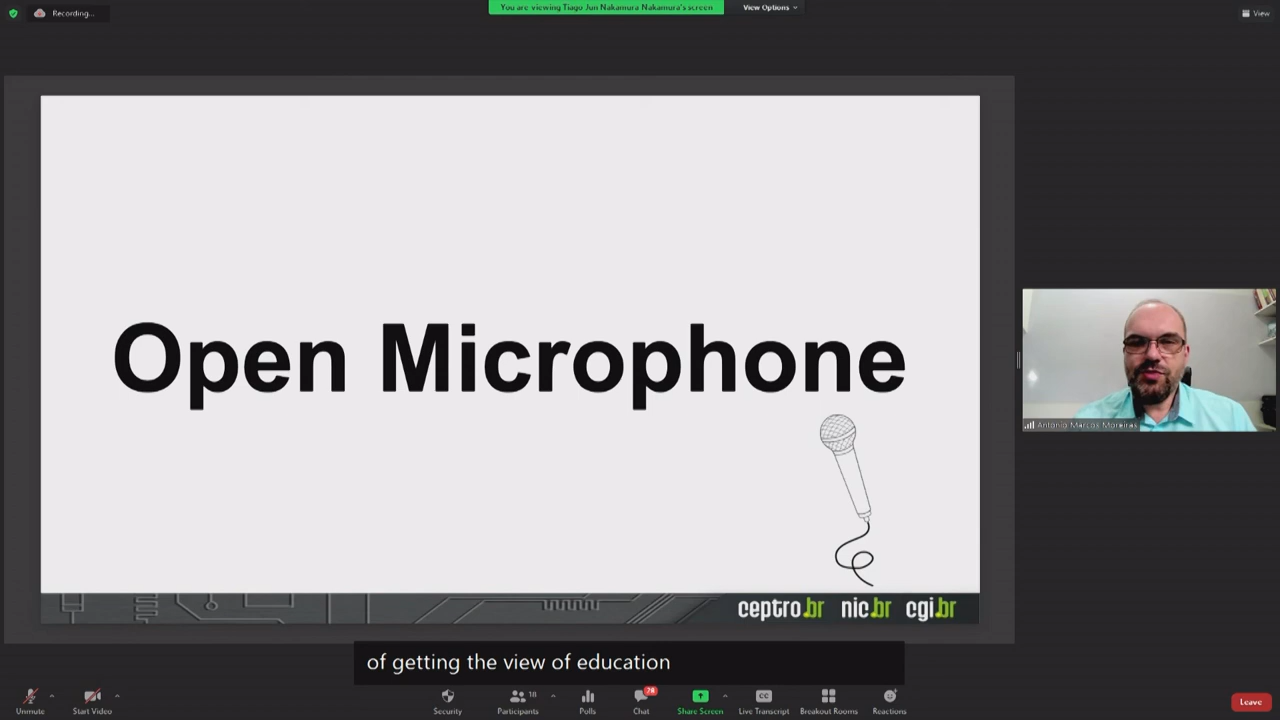 Recording...
You are viewing Tiago Jun Nakamura Nakamura's screen
View Options
View
Open Microphone
ceptro.br nic.br cgi.br
Antonio Marcos Moreiras
of getting the view of education
Unmute
Start Video
Security
Participants
18
Polls
Chat
28
Share Screen
CC
Live Transcript
Breakout Rooms
Reactions
Leave